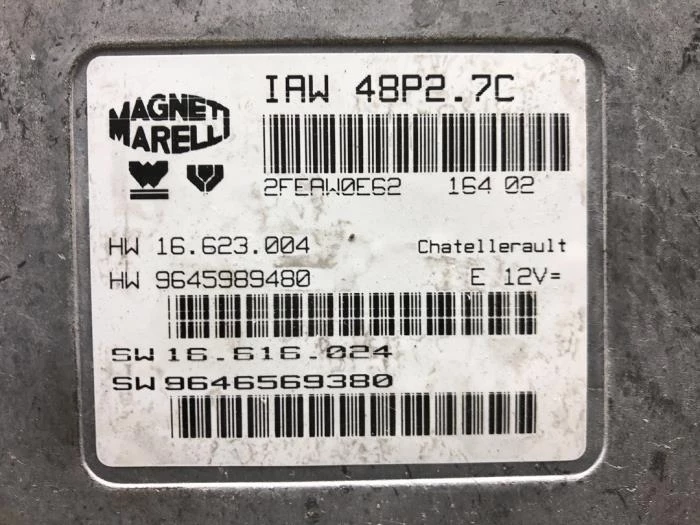 MAGNETI
MARELLI
IAW 48P2.7C
2FEAW0E62 164 02
HW 16.623.004 Chatellerault
HW 9645989480 E 12V=
SW 16.616.024
SW 9646569380